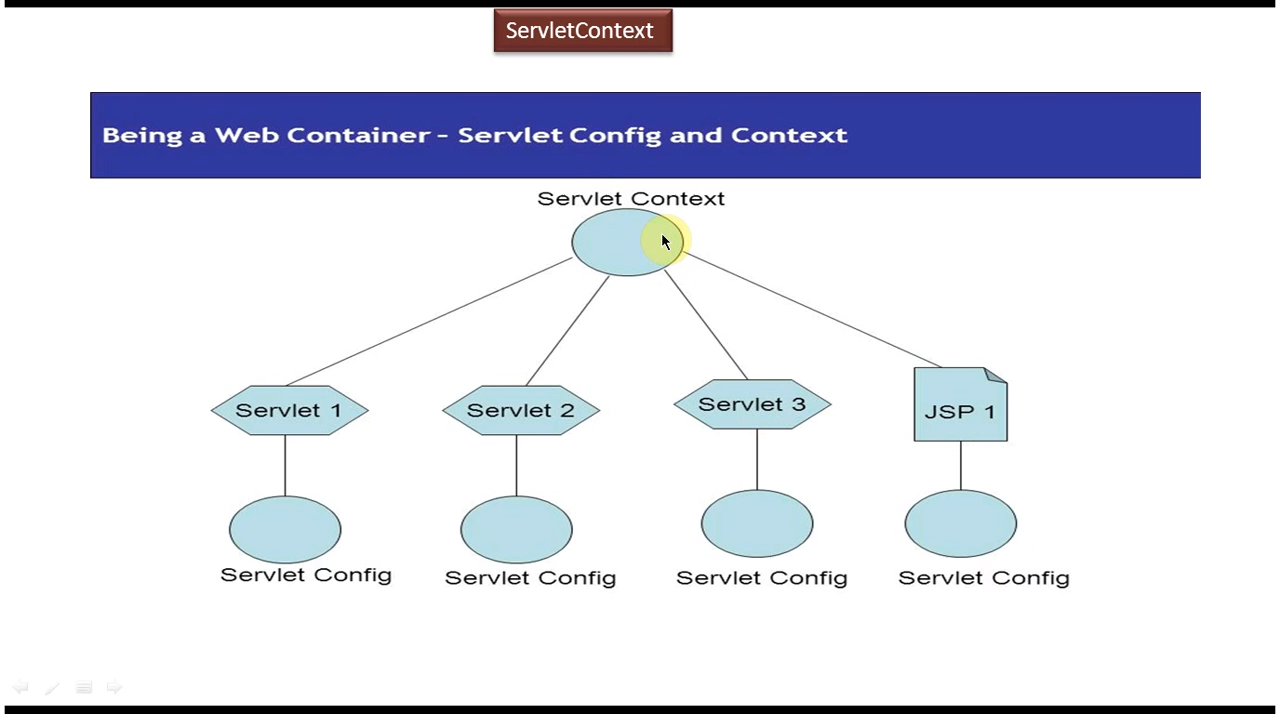 ServletContext
Being a Web Container – Servlet Config and Context
Servlet Context
Servlet 1
Servlet 2
Servlet 3
JSP 1
Servlet Config
Servlet Config
Servlet Config
Servlet Config